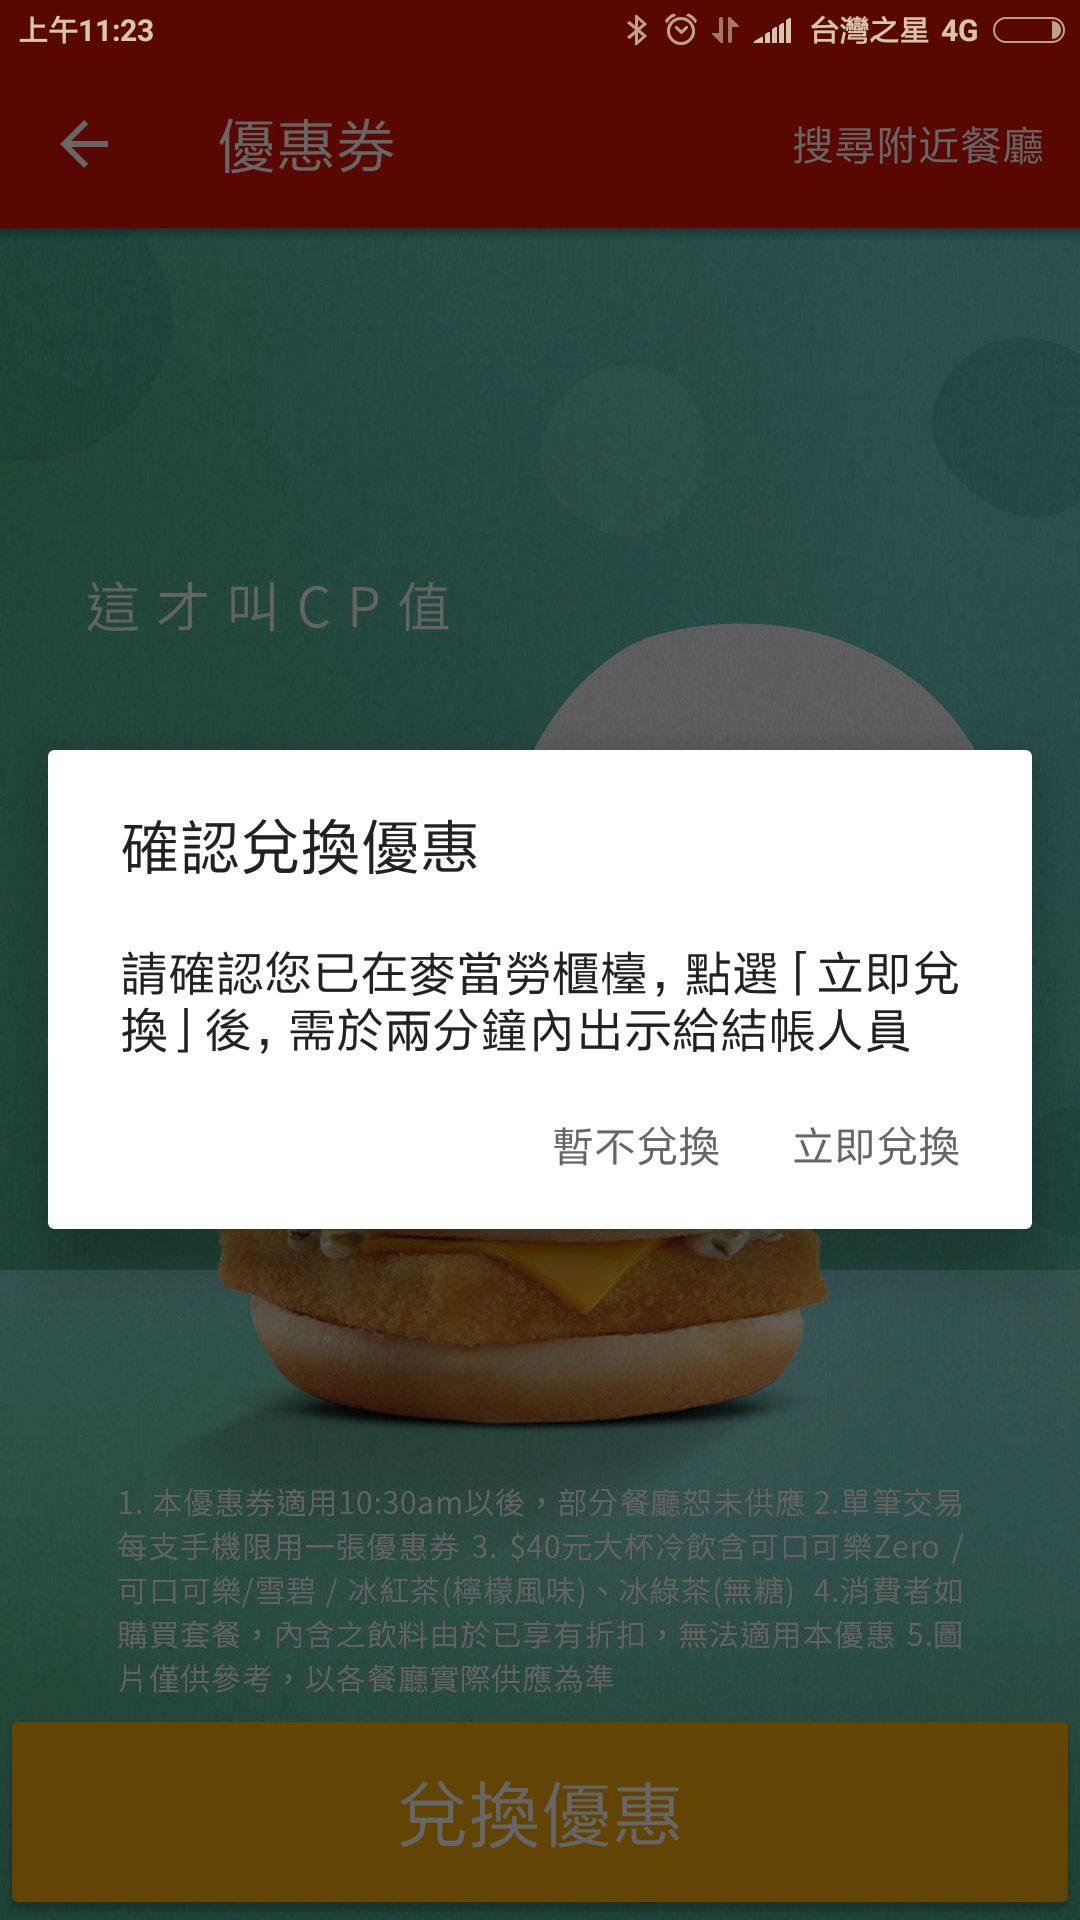 上午11:23
台灣之星 4G
優惠券
搜尋附近餐廳
這才叫CP值
確認兌換優惠
請確認您已在麥當勞櫃檯，點選「立即兌
換」後，需於兩分鐘內出示給結帳人員
暫不兌換 立即兌換
1. 本優惠券適用10:30am以後，部分餐廳恕未供應 2.單筆交易
每支手機限用一張優惠券 3. $40元大杯冷飲含可口可樂Zero /
可口可樂/雪碧 / 冰紅茶(檸檬風味)、冰綠茶(無糖) 4.消費者如
購買套餐，內含之飲料由於已享有折扣，無法適用本優惠 5.圖
片僅供參考，以各餐廳實際供應為準
兌換優惠